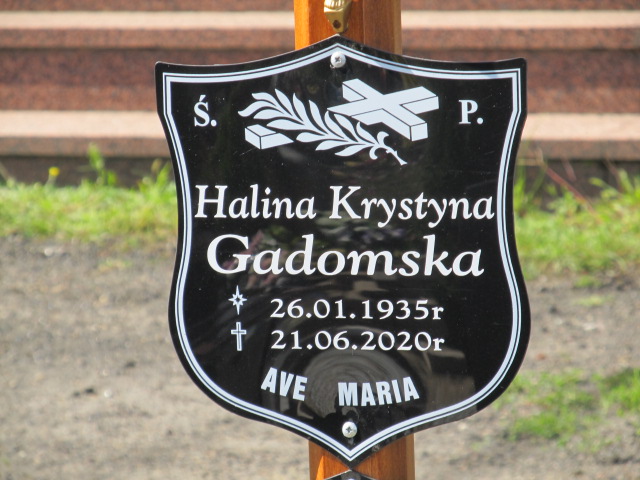 Ś. P.
Halina Krystyna
Gadomska
26.01.1935r
21.06.2020r
AVE MARIA